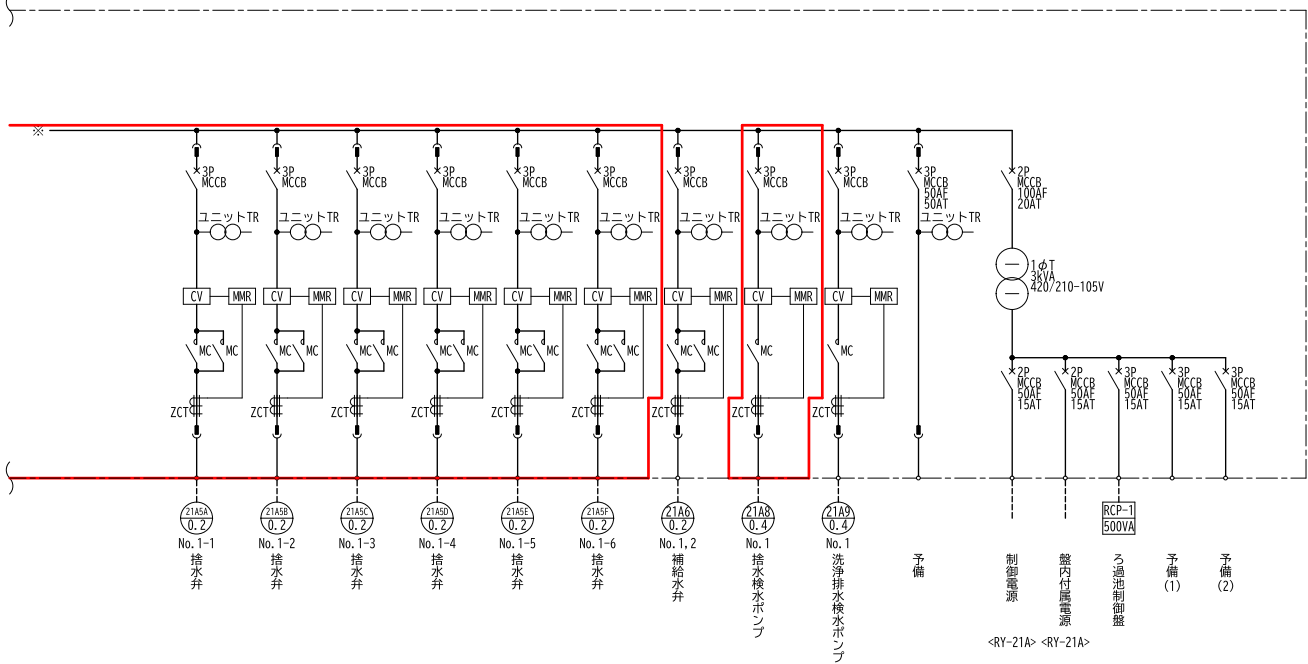 ※
3P 3P 3P 3P 3P 3P 3P 3P 3P 3P 2P
MCCB MCCB MCCB MCCB MCCB MCCB MCCB MCCB MCCB MCCB MCCB
50AF 100AF
50AT 20AT
ユニットTR ユニットTR ユニットTR ユニットTR ユニットTR ユニットTR ユニットTR ユニットTR ユニットTR ユニットTR
1φT
3kVA
420/210-105V
CV MMR CV MMR CV MMR CV MMR CV MMR CV MMR CV MMR CV MMR CV MMR
MC MC MC MC MC MC MC MC MC MC MC MC MC MC MC MC
2P 2P 3P 3P 3P
MCCB MCCB MCCB MCCB MCCB
50AF 50AF 50AF 50AF 50AF
15AT 15AT 15AT 15AT 15AT
ZCT ZCT ZCT ZCT ZCT ZCT ZCT ZCT ZCT
21A5A 21A5B 21A5C 21A5D 21A5E 21A5F 21A6 21A8 21A9 RCP-1
0.2 0.2 0.2 0.2 0.2 0.2 0.2 0.4 0.4 500VA
No.1-1 No.1-2 No.1-3 No.1-4 No.1-5 No.1-6 No.1,2 No.1 No.1
捨水弁
捨水弁
捨水弁
捨水弁
捨水弁
捨水弁
補給水弁
捨水検水ポンプ
洗浄排水検水ポンプ
予備
制御電源
盤内付属電源
ろ過池制御盤
予備(1)
予備(2)
<RY-21A> <RY-21A>